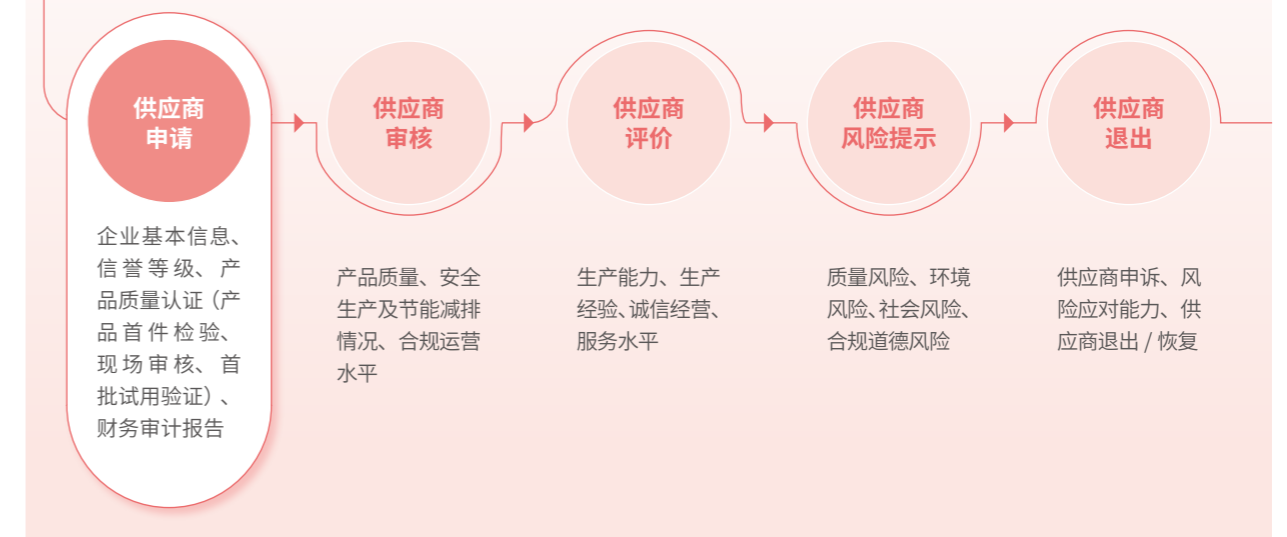 供应商
申请
企业基本信息、
信誉等级、产
品质量认证（产
品首件检验、
现场审核、首
批试用验证）、
财务审计报告
供应商
审核
产品质量、安全
生产及节能减排
情况、合规运营
水平
供应商
评价
生产能力、生产
经验、诚信经营、
服务水平
供应商
风险提示
质量风险、环境
风险、社会风险、
合规道德风险
供应商
退出
供应商申诉、风
险应对能力、供
应商退出 / 恢复